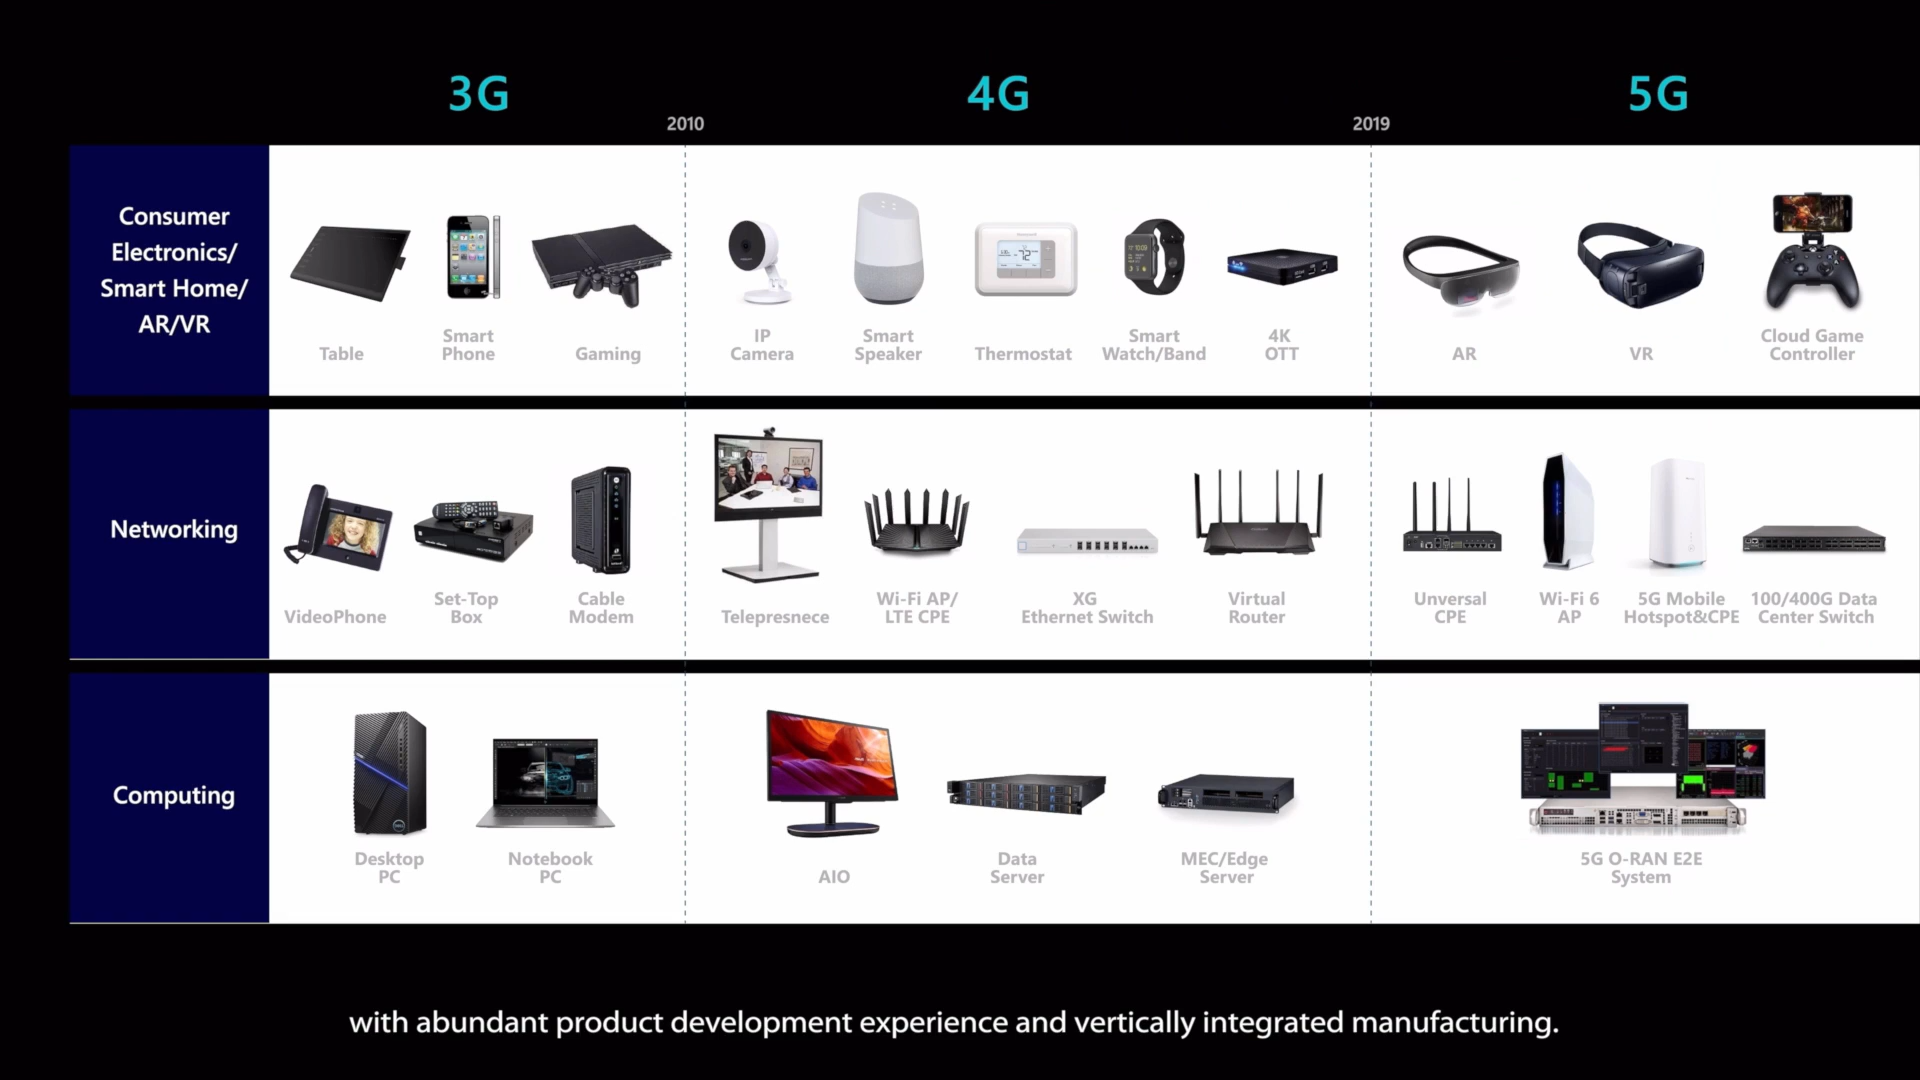 3G
4G
5G
2010
2019
Consumer
Electronics/
Smart Home/
AR/VR
Table
Smart
Phone
Gaming
IP
Camera
Smart
Speaker
Thermostat
Smart
Watch/Band
4K
OTT
AR
VR
Cloud Game
Controller
Networking
VideoPhone
Set-Top
Box
Cable
Modem
Telepresnece
Wi-Fi AP/
LTE CPE
XG
Ethernet Switch
Virtual
Router
Unversal
CPE
Wi-Fi 6
AP
5G Mobile
Hotspot&CPE
100/400G Data
Center Switch
Computing
Desktop
PC
Notebook
PC
AIO
Data
Server
MEC/Edge
Server
5G O-RAN E2E
System
with abundant product development experience and vertically integrated manufacturing.